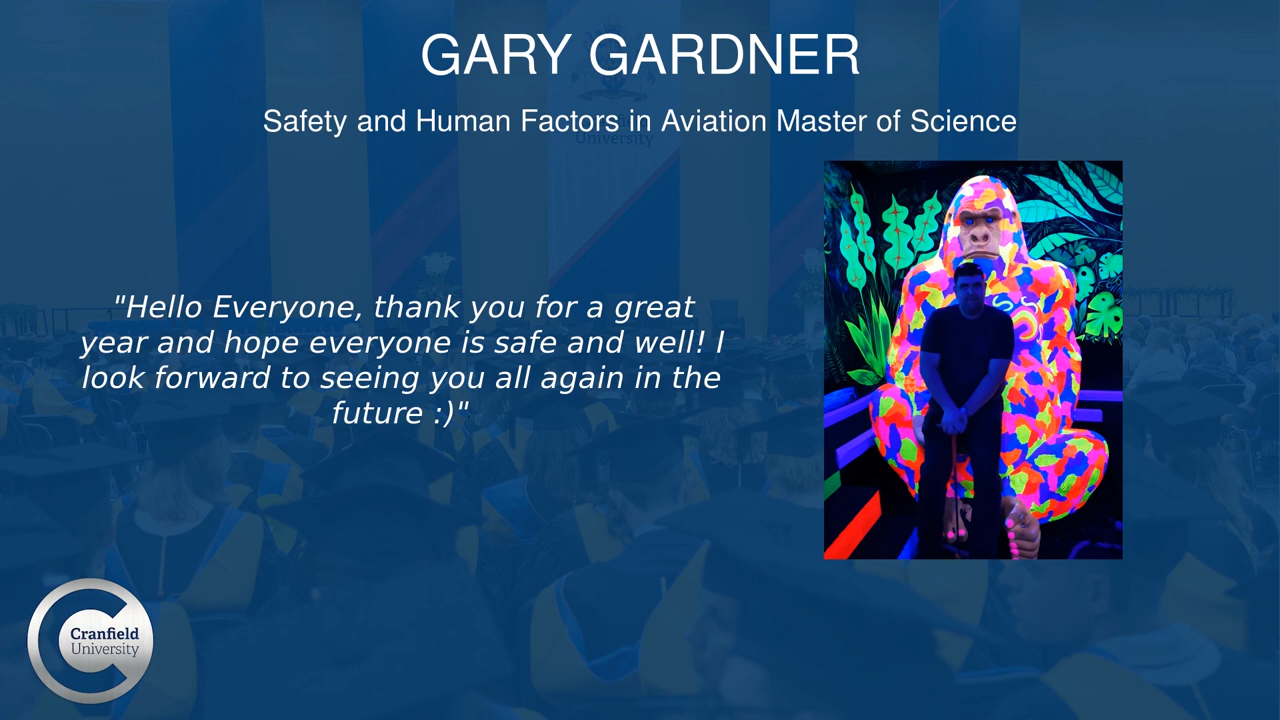 GARY GARDNER
Safety and Human Factors in Aviation Master of Science
University
"Hello Everyone, thank you for a great
year and hope everyone is safe and well! I
look forward to seeing you all again in the
future :)"
Cranfield
University